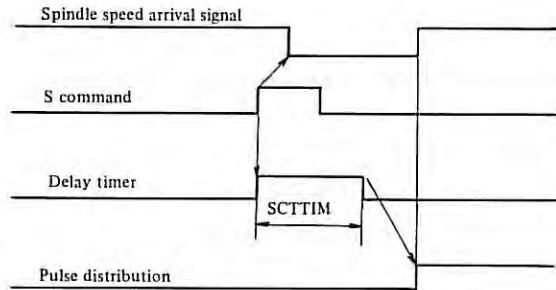 Spindle speed arrival signal
S command
Delay timer
SCTTIM
Pulse distribution